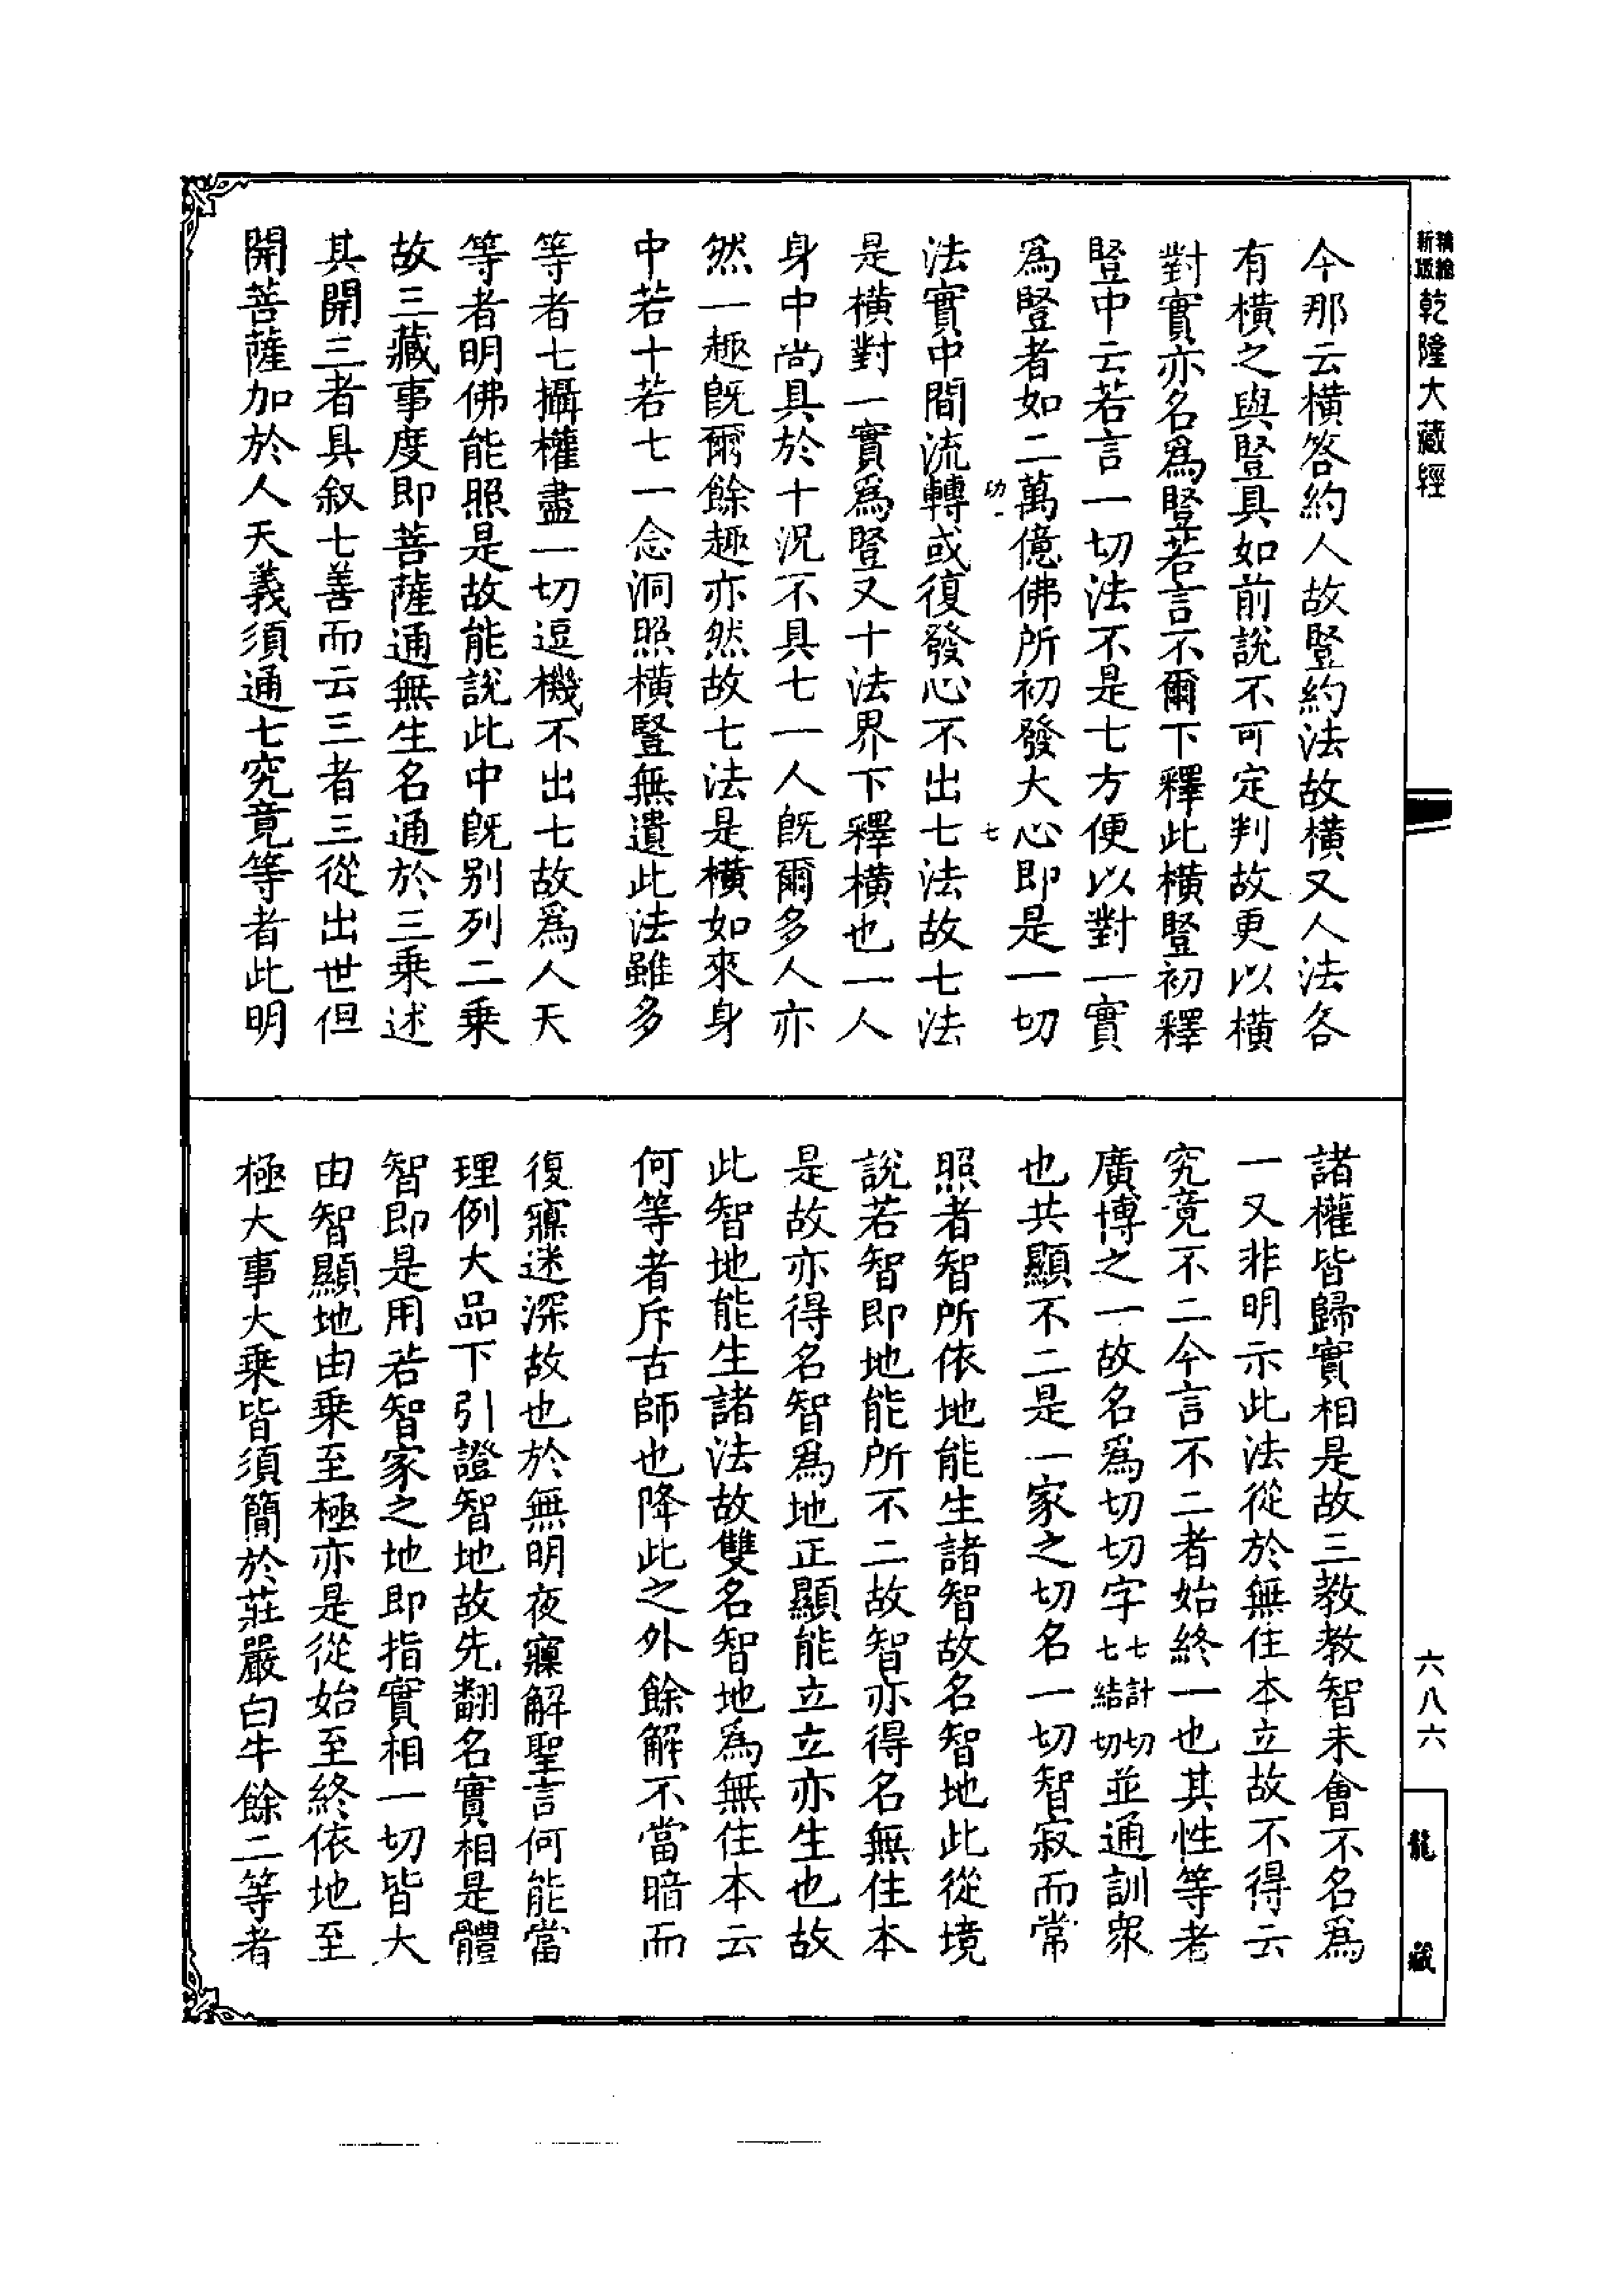 精繪新版
乾隆大藏經
六八六
龍藏
今那云橫答約人故豎約法故橫又人法各
有橫之與豎具如前說不可定判故更以橫
對實亦名為豎若言不爾下釋此橫豎初釋
豎中云若言一切法不是七方便以對一實
為豎者如二萬億佛所初發大心即是一切
七
法實中間流轉或復發心不出七法故七法
是橫對一實為豎又十法界下釋橫也一人
身中尚具於十況不具七一人既爾多人亦
然一趣既爾餘趣亦然故七法是橫如來身
中若十若七一念洞照橫豎無遺此法雖多
等者七攝權盡一切逗機不出七故為人天
等者明佛能照是故能說此中既別列二乗
故三藏事度即菩薩通無生名通於三乗述
其開三者具叙七善而云三者三從出世但
開菩薩加於人天義須通七究竟等者此明
諸權皆歸實相是故三教教智未會不名為
一又非明示此法從於無住本立故不得云
究竟不二今言不二者始終一也其性等者
廣博之一故名為切切字七計切七結切並通訓衆
也共顯不二是一家之切名一切智寂而常
照者智所依地能生諸智故名智地此從境
說若智即地能所不二故智亦得名無住本
是故亦得名智為地正顯能立立亦生也故
此智地能生諸法故雙名智地為無住本云
何等者斥古師也降此之外餘解不當暗而
復寱迷深故也於無明夜寱解聖言何能當
理例大品下引證智地故先翻名實相是體
智即是用若智家之地即指實相一切皆大
由智顯地由乗至極亦是從始至終依地至
極大事大乗皆須簡於莊嚴白牛餘二等者